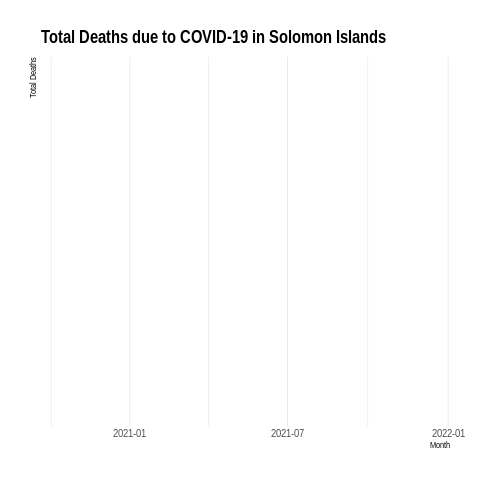 Total Deaths due to COVID-19 in Solomon Islands
Total Deaths
2021-01
2021-07
2022-01
Month